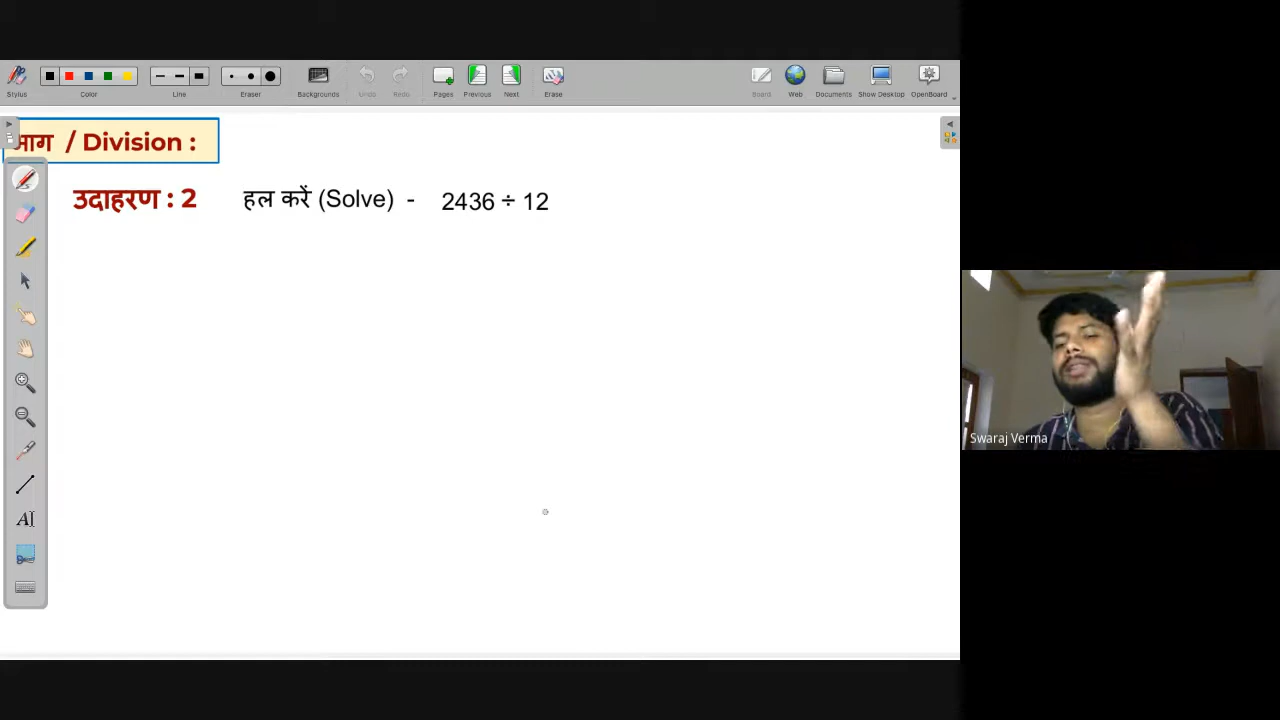 Stylus
Color
Line
Eraser
Backgrounds
Undo
Redo
Pages
Previous
Next
Erase
Board
Web
Documents
Show Desktop
OpenBoard
भाग / Division :
उदाहरण : 2 हल करें (Solve) - 2436 ÷ 12
Swaraj Verma